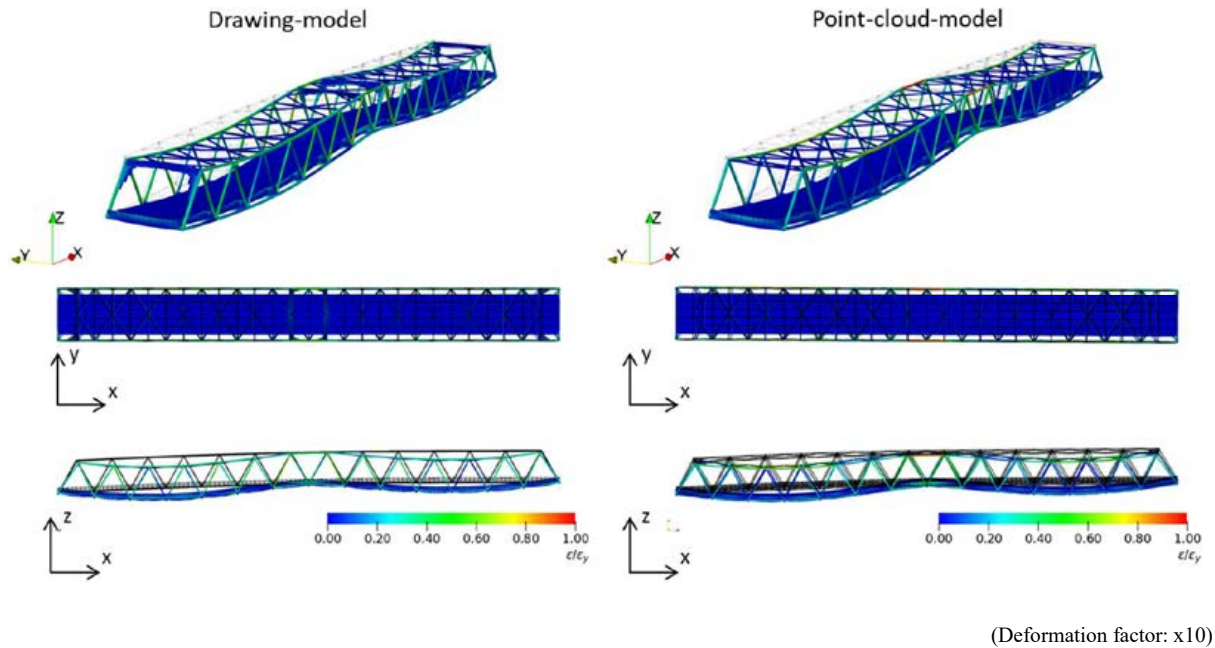 Drawing-model
Point-cloud-model
Z
Y
X
Z
Y
X
y
x
y
x
z
x
0.00 0.20 0.40 0.60 0.80 1.00
ε/εy
z
x
0.00 0.20 0.40 0.60 0.80 1.00
ε/εy
(Deformation factor: x10)